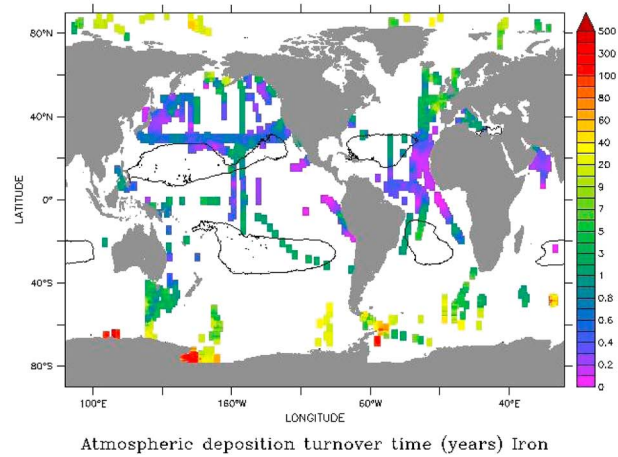 80°N
40°N
0°
40°S
80°S
LATITUDE
100°E
160°W
60°W
40°E
LONGITUDE
500
300
100
80
60
40
20
9
7
5
3
1
0.8
0.6
0.4
0.2
0
Atmospheric deposition turnover time (years) Iron